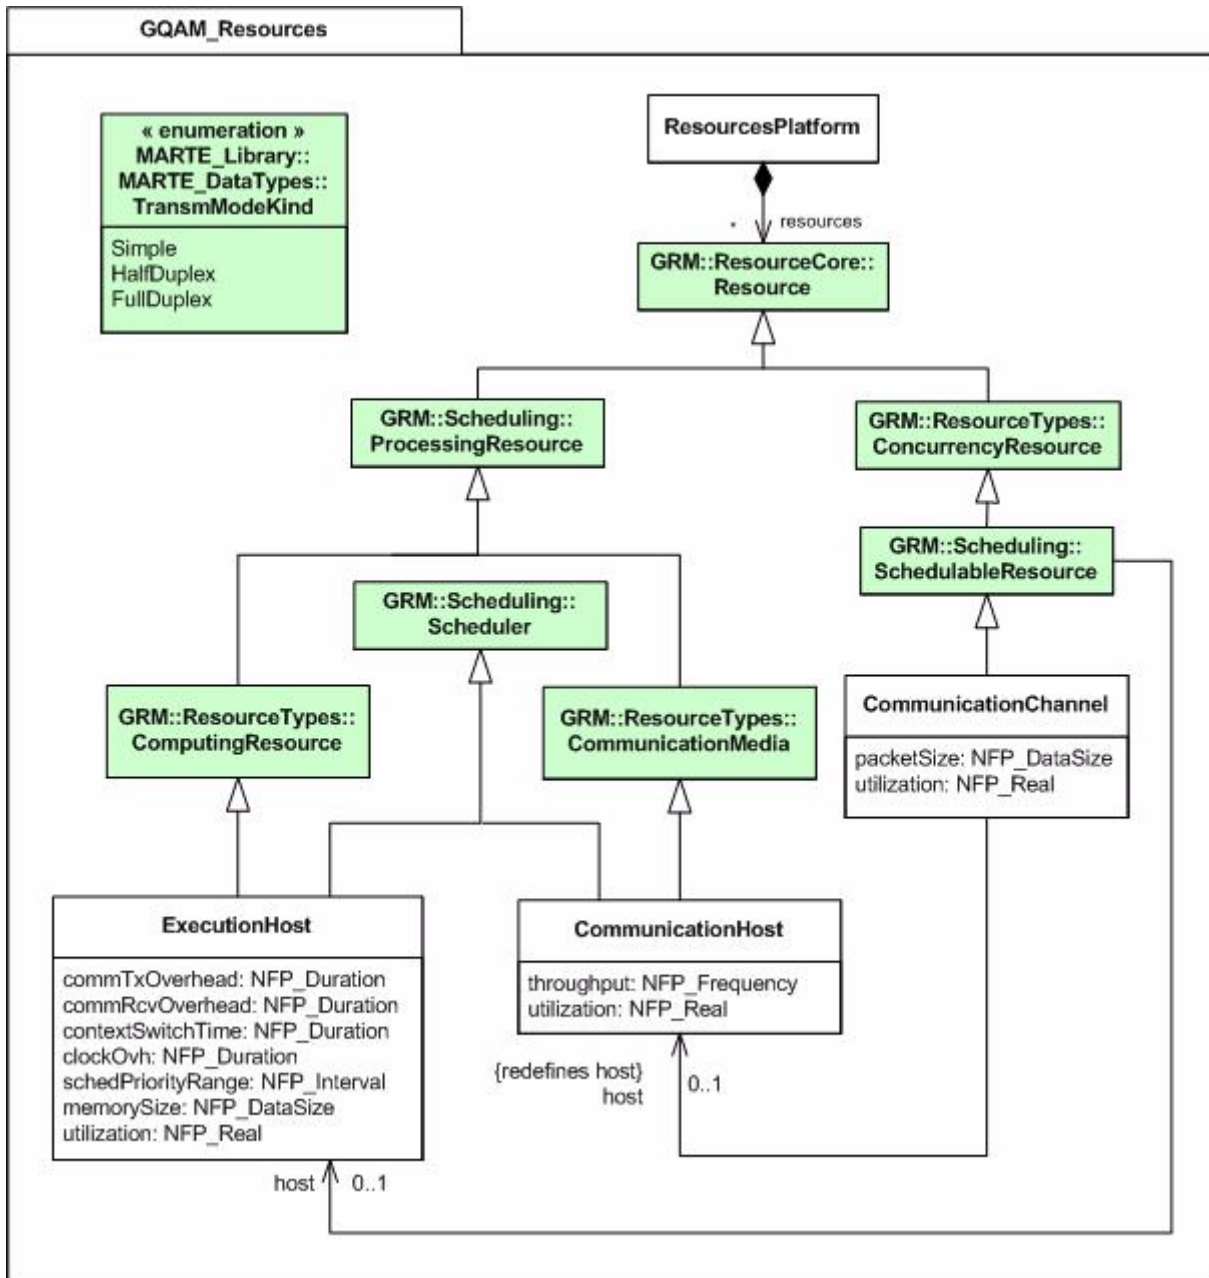 GQAM_Resources
« enumeration »
MARTE_Library::
MARTE_DataTypes::
TransmModeKind
Simple
HalfDuplex
FullDuplex
ResourcesPlatform
* resources
GRM::ResourceCore::
Resource
GRM::Scheduling::
ProcessingResource
GRM::ResourceTypes::
ConcurrencyResource
GRM::Scheduling::
SchedulableResource
GRM::Scheduling::
Scheduler
GRM::ResourceTypes::
ComputingResource
GRM::ResourceTypes::
CommunicationMedia
CommunicationChannel
packetSize: NFP_DataSize
utilization: NFP_Real
ExecutionHost
commTxOverhead: NFP_Duration
commRcvOverhead: NFP_Duration
contextSwitchTime: NFP_Duration
clockOvh: NFP_Duration
schedPriorityRange: NFP_Interval
memorySize: NFP_DataSize
utilization: NFP_Real
CommunicationHost
throughput: NFP_Frequency
utilization: NFP_Real
{redefines host}
host
0..1
host 0..1